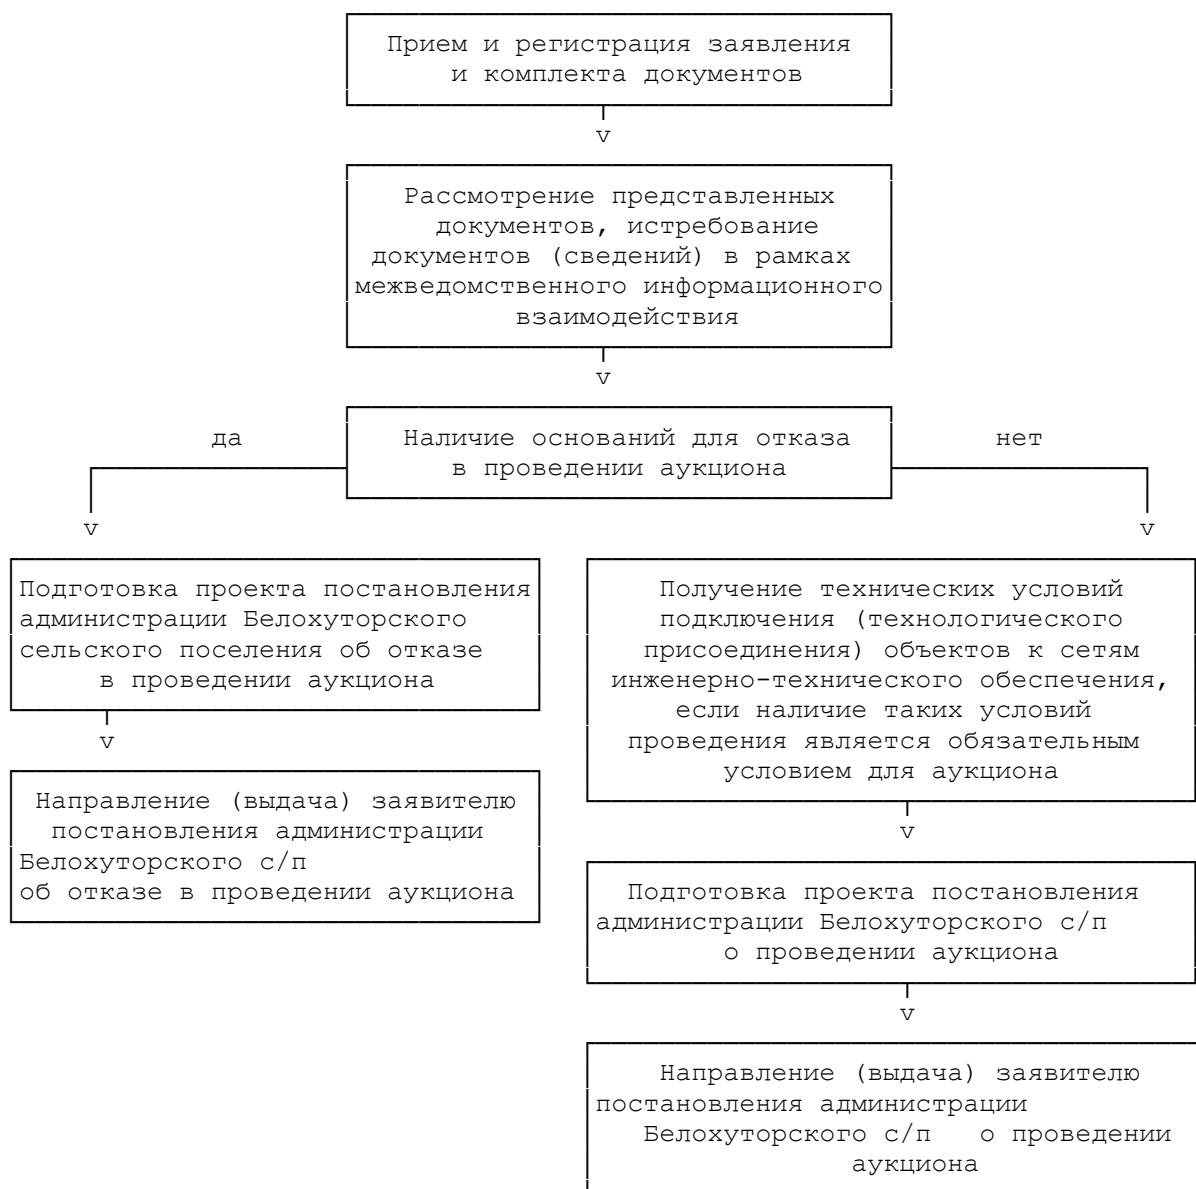 Прием и регистрация заявления
и комплекта документов
v
Рассмотрение представленных
документов, истребование
документов (сведений) в рамках
межведомственного информационного
взаимодействия
v
да
Наличие оснований для отказа
в проведении аукциона
нет
v
v
Подготовка проекта постановления
администрации Белохуторского
сельского поселения об отказе
в проведении аукциона
v
Направление (выдача) заявителю
постановления администрации
Белохуторского с/п
об отказе в проведении аукциона
Получение технических условий
подключения (технологического
присоединения) объектов к сетям
инженерно-технического обеспечения,
если наличие таких условий
проведения является обязательным
условием для аукциона
v
Подготовка проекта постановления
администрации Белохуторского с/п
о проведении аукциона
v
Направление (выдача) заявителю
постановления администрации
Белохуторского с/п о проведении
аукциона